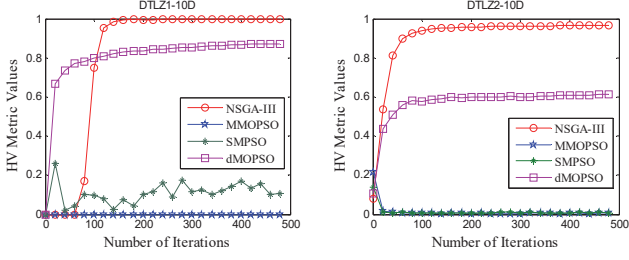 DTLZ1-10D
HV Metric Values
1
0.8
0.6
0.4
0.2
0
0 100 200 300 400 500
Number of Iterations
NSGA-III
MMOPSO
SMPSO
dMOPSO
DTLZ2-10D
HV Metric Values
1
0.8
0.6
0.4
0.2
0
0 100 200 300 400 500
Number of Iterations
NSGA-III
MMOPSO
SMPSO
dMOPSO